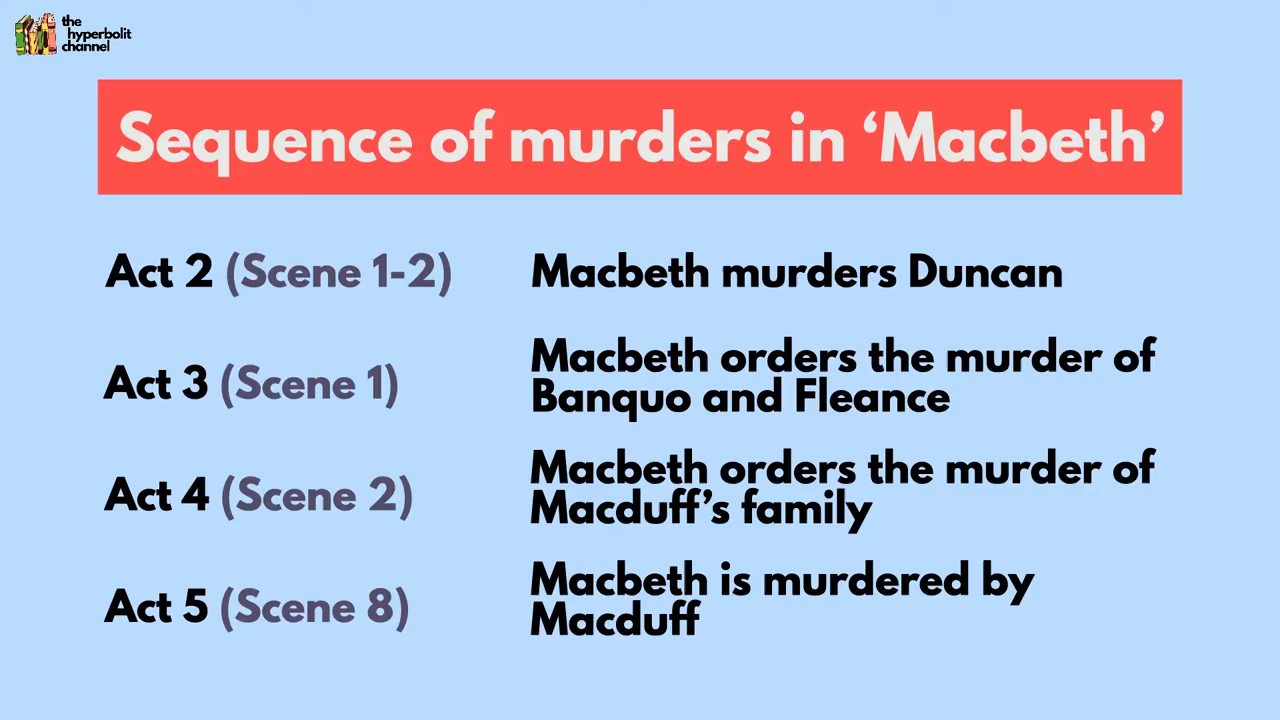 the
hyperbolit
channel
Sequence of murders in ‘Macbeth’
Act 2 (Scene 1-2)
Macbeth murders Duncan
Act 3 (Scene 1)
Macbeth orders the murder of
Banquo and Fleance
Act 4 (Scene 2)
Macbeth orders the murder of
Macduff’s family
Act 5 (Scene 8)
Macbeth is murdered by
Macduff